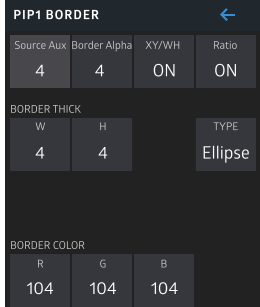 PIP1 BORDER
Source Aux Border Alpha XY/WH Ratio
4 4 ON ON
BORDER THICK
W H TYPE
4 4 Ellipse
BORDER COLOR
R G B
104 104 104